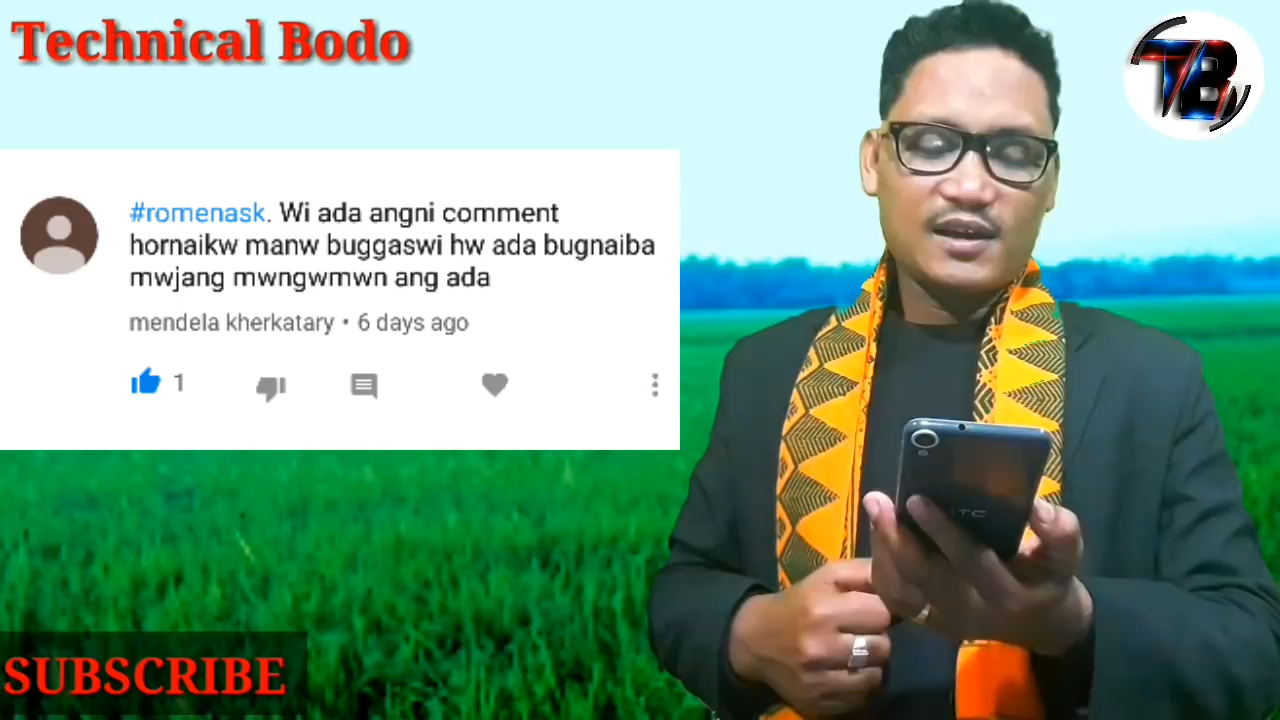 Technical Bodo
TB
#romenask. Wi ada angni comment
hornaikw manw buggaswi hw ada bugnaiba
mwjang mwngwmwn ang ada
mendela kherkatary • 6 days ago
1
SUBSCRIBE